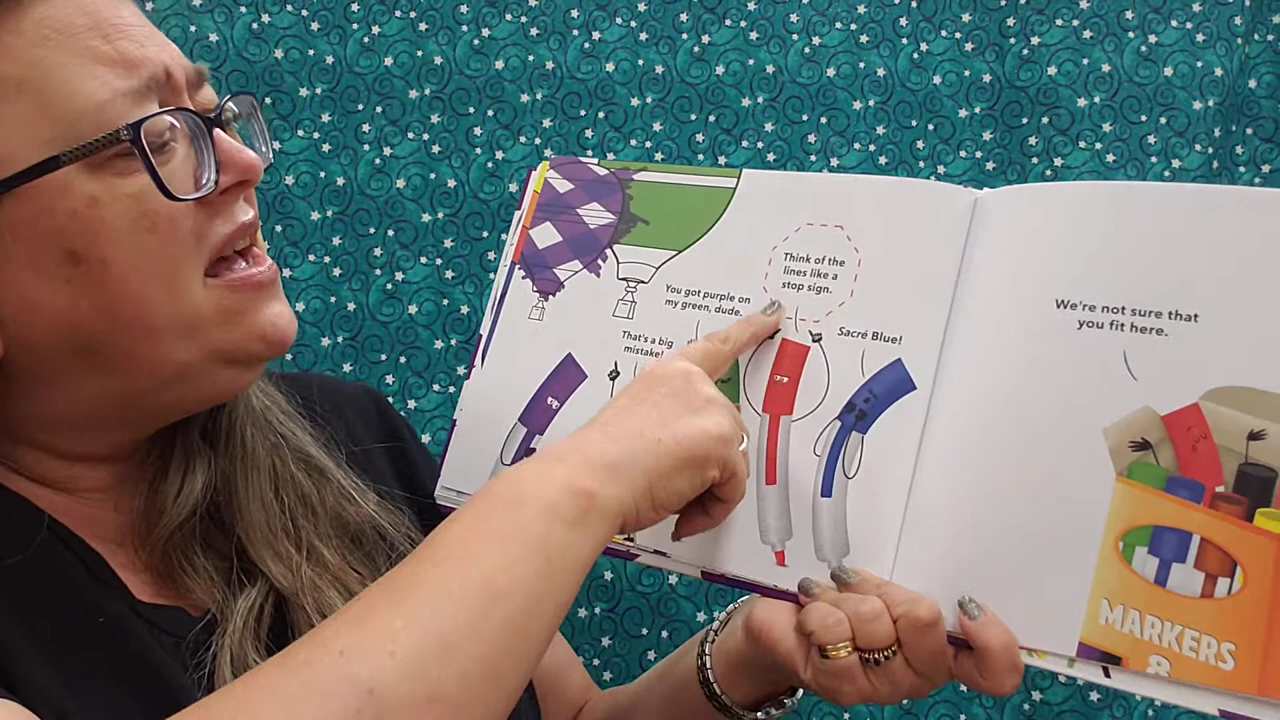 Think of the
lines like a
stop sign.
You got purple on
my green, dude.
That's a big
mistake!
Sacré Blue!
We're not sure that
you fit here.
MARKERS
8